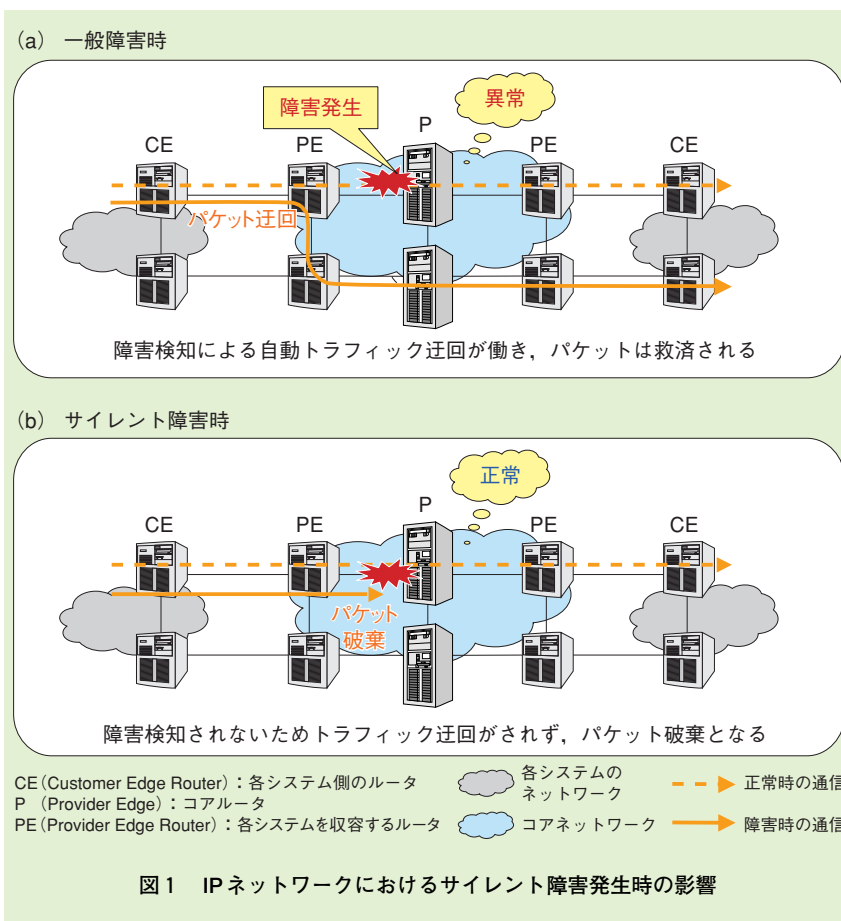 (a) 一般障害時
障害発生
異常
P
CE
PE
PE
CE
パケット迂回
障害検知による自動トラフィック迂回が働き，パケットは救済される
(b) サイレント障害時
正常
P
CE
PE
PE
CE
パケット
破棄
障害検知されないためトラフィック迂回がされず，パケット破棄となる
CE(Customer Edge Router)：各システム側のルータ
P (Provider Edge)：コアルータ
PE(Provider Edge Router)：各システムを収容するルータ
各システムの
ネットワーク
コアネットワーク
正常時の通信
障害時の通信
図1 IPネットワークにおけるサイレント障害発生時の影響